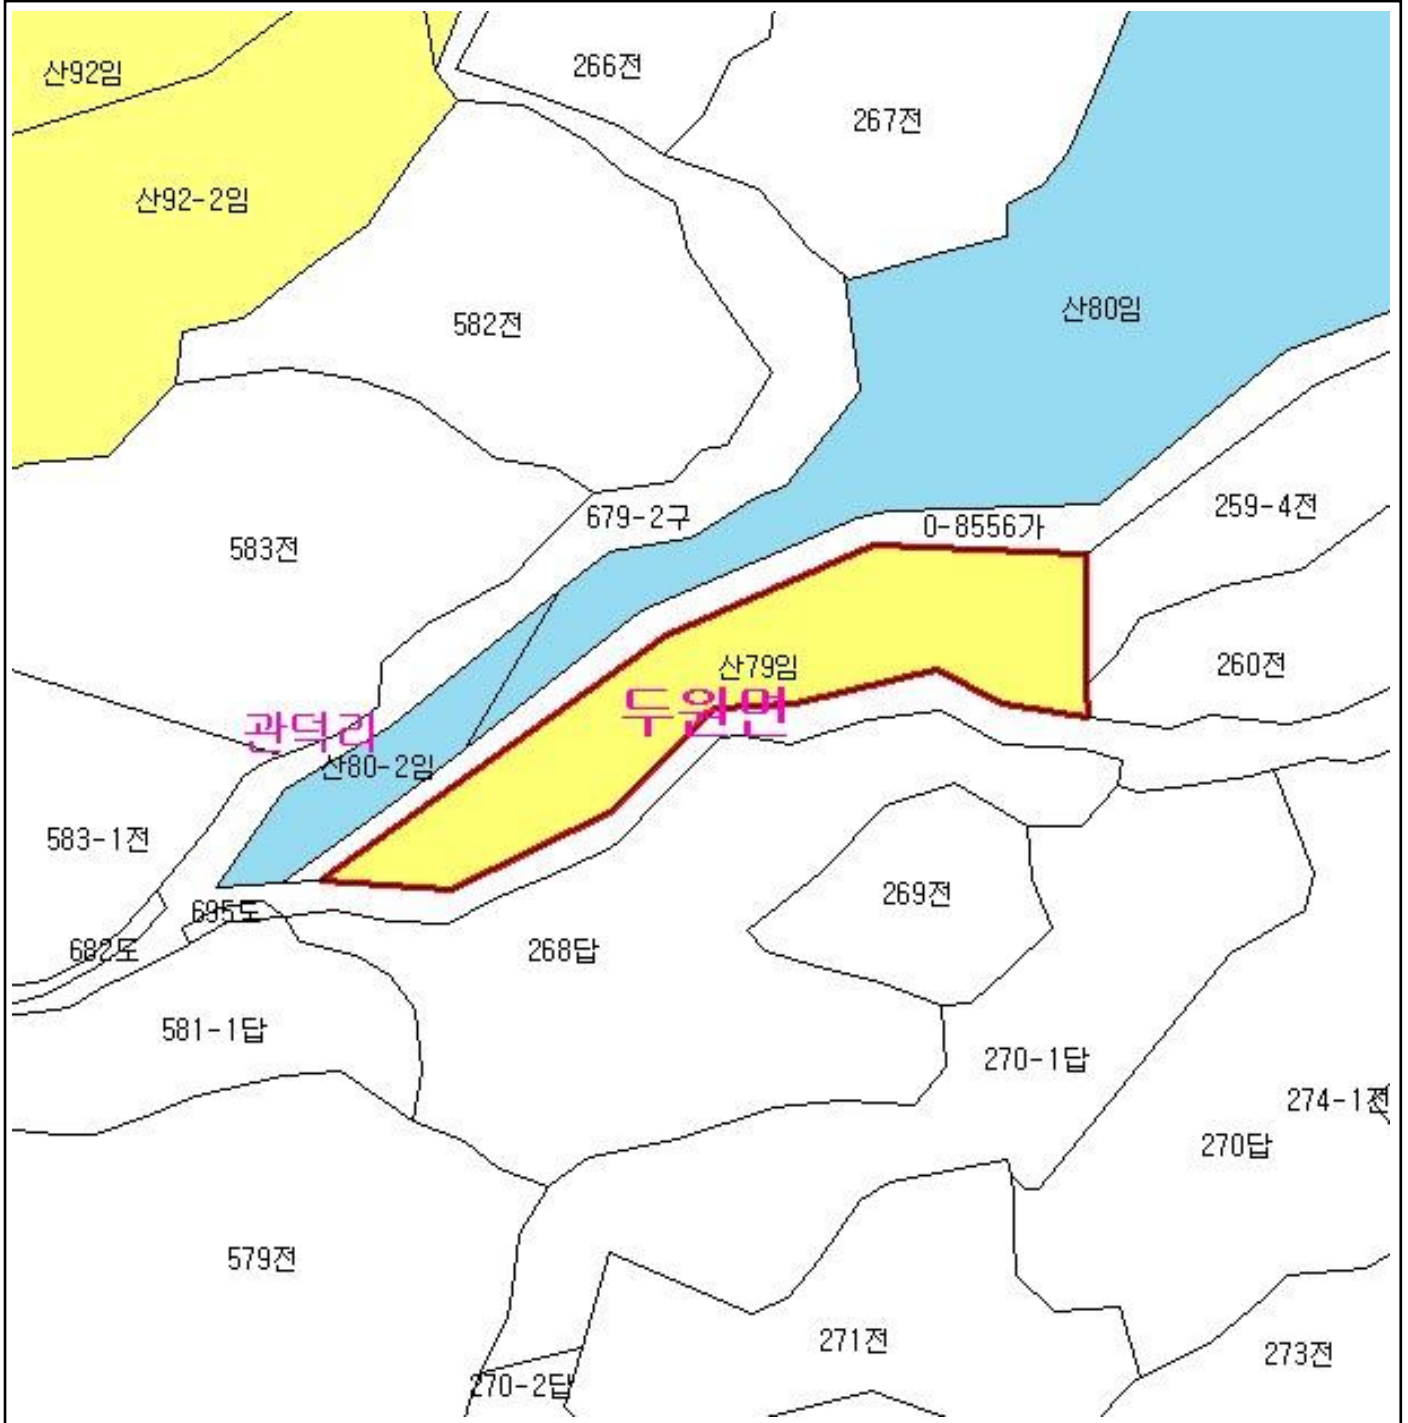 266전
산92임
267전
산92-2임
산80임
582전
259-4전
679-2구
0-8556가
583전
260전
산79임
두원면
관덕리
산80-2임
583-1전
269전
695도
682도
268답
581-1답
270-1답
274-1전
270답
579전
271전
273전
270-2답